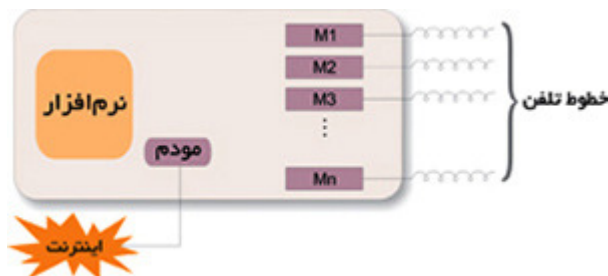 نرم‌افزار
مودم
اینترنت
M1
M2
M3
Mn
خطوط تلفن